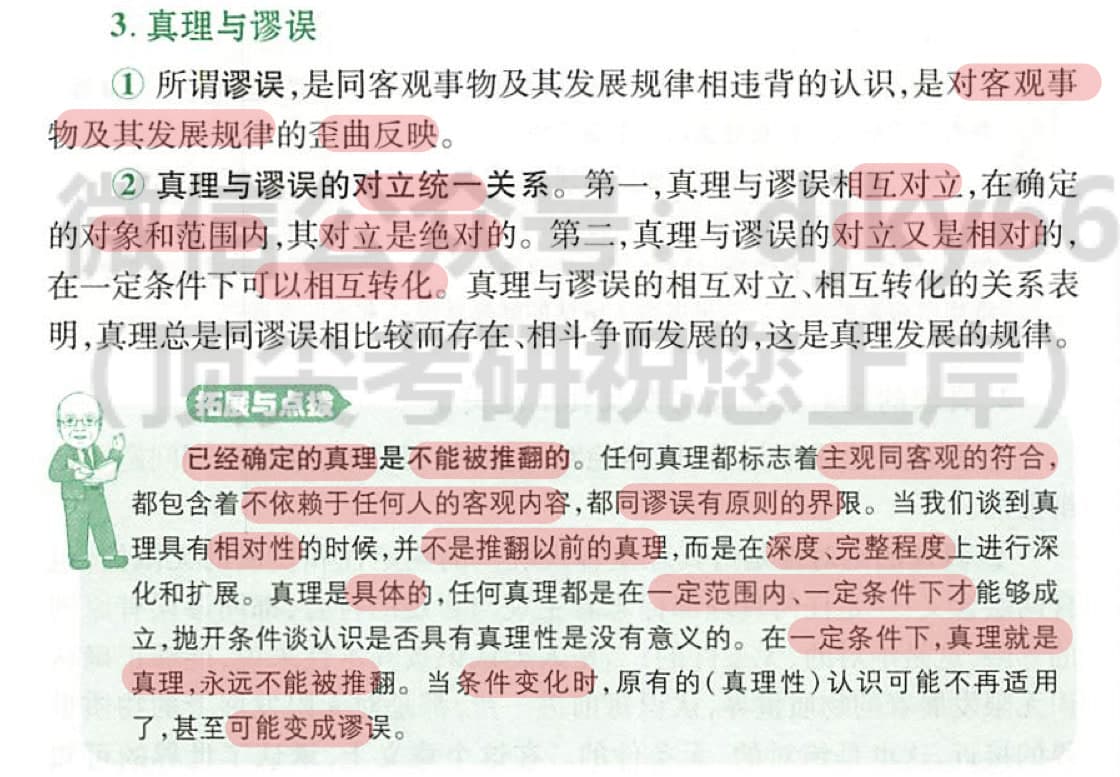 3. 真理与谬误
① 所谓谬误,是同客观事物及其发展规律相违背的认识,是对客观事
物及其发展规律的歪曲反映。
② 真理与谬误的对立统一关系。第一,真理与谬误相互对立,在确定
的对象和范围内,其对立是绝对的。第二,真理与谬误的对立又是相对的,
在一定条件下可以相互转化。真理与谬误的相互对立、相互转化的关系表
明,真理总是同谬误相比较而存在、相斗争而发展的,这是真理发展的规律。
微信公众号:djky66
(顶尖考研祝您上岸)
拓展与点拨
已经确定的真理是不能被推翻的。任何真理都标志着主观同客观的符合,
都包含着不依赖于任何人的客观内容,都同谬误有原则的界限。当我们谈到真
理具有相对性的时候,并不是推翻以前的真理,而是在深度、完整程度上进行深
化和扩展。真理是具体的,任何真理都是在一定范围内、一定条件下才能够成
立,抛开条件谈认识是否具有真理性是没有意义的。在一定条件下,真理就是
真理,永远不能被推翻。当条件变化时,原有的(真理性)认识可能不再适用
了,甚至可能变成谬误。